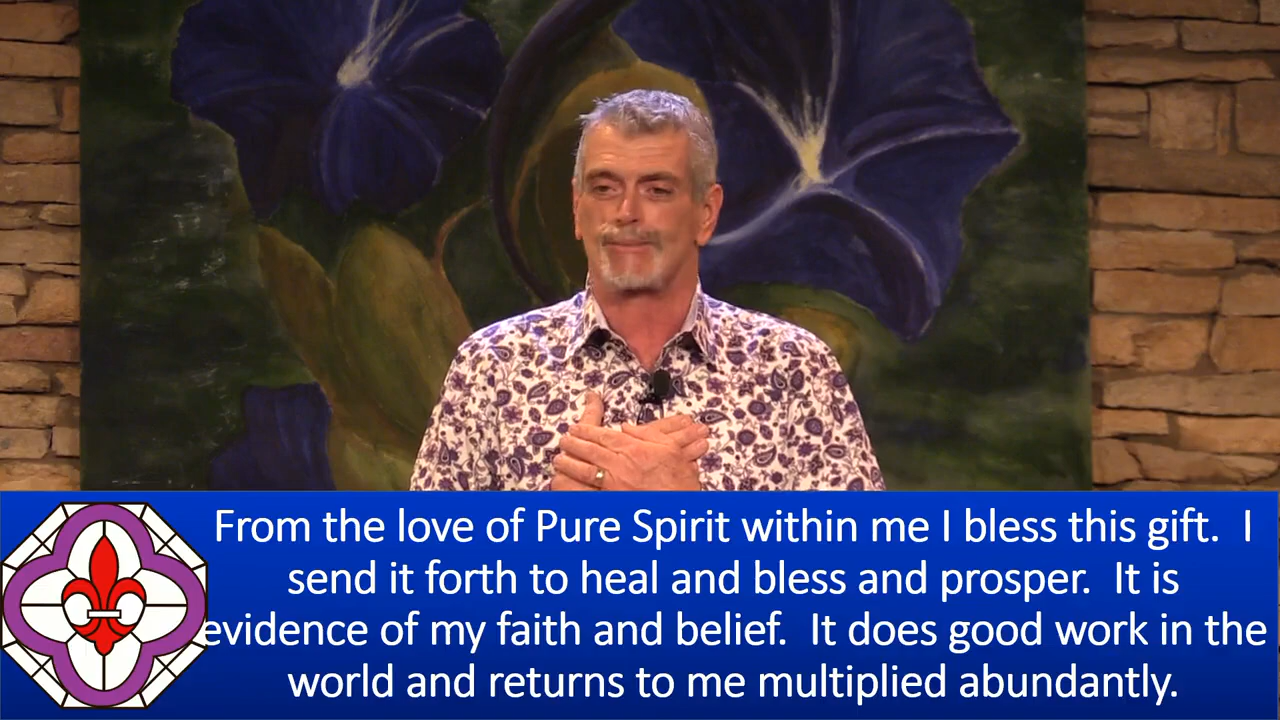 From the love of Pure Spirit within me I bless this gift.  I
send it forth to heal and bless and prosper.  It is
evidence of my faith and belief.  It does good work in the
world and returns to me multiplied abundantly.